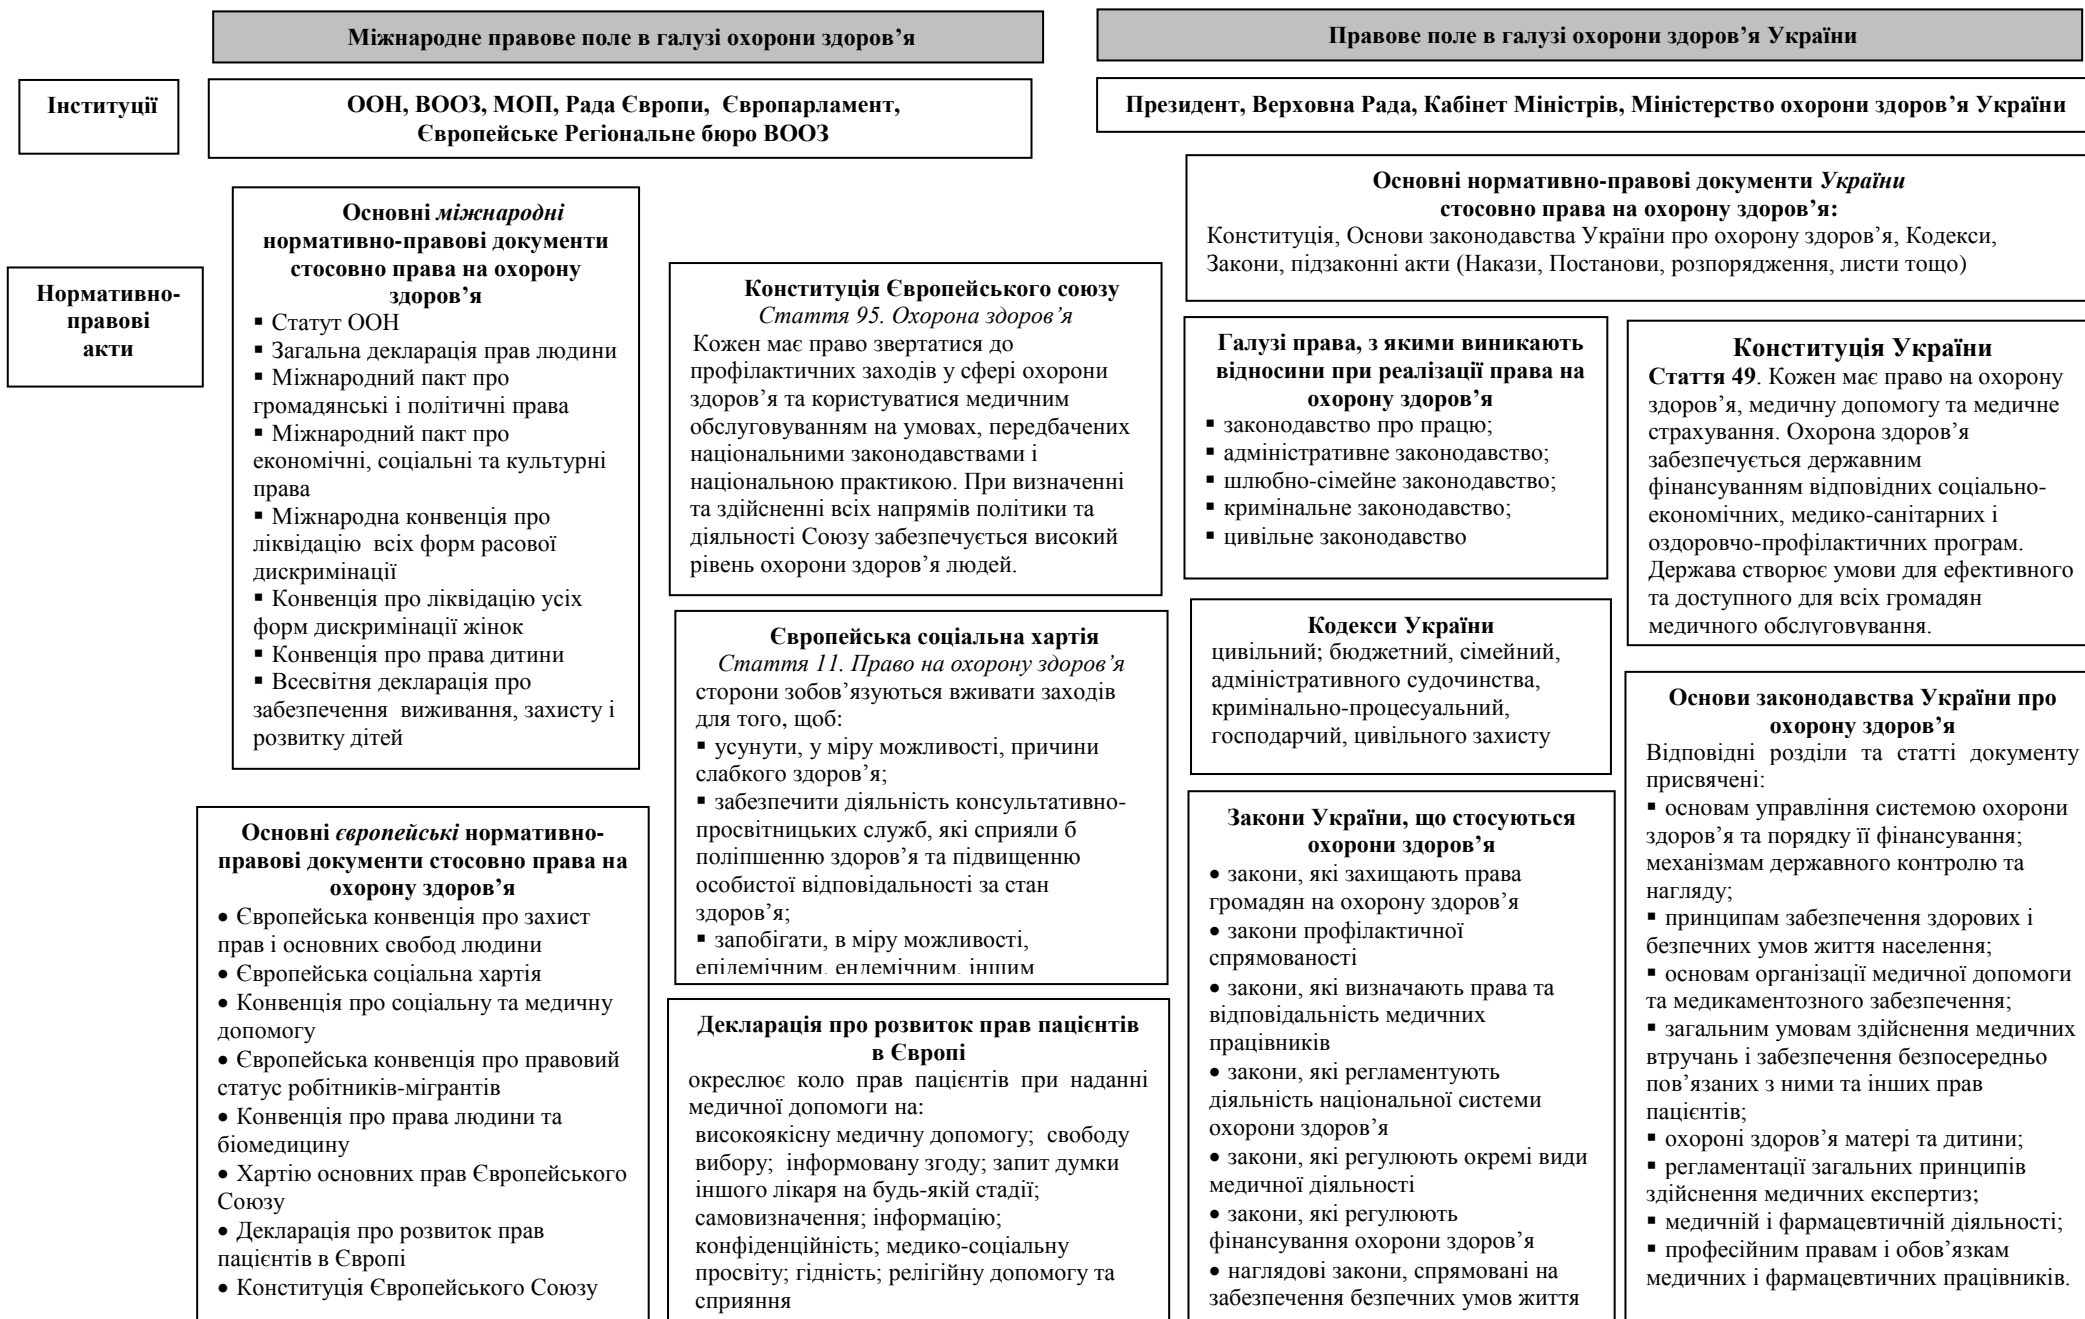 Міжнародне правове поле в галузі охорони здоров’я
Правове поле в галузі охорони здоров’я України
Інституції
ООН, ВООЗ, МОП, Рада Європи, Європарламент,
Європейське Регіональне бюро ВООЗ
Президент, Верховна Рада, Кабінет Міністрів, Міністерство охорони здоров’я України
Нормативно-
правові
акти
Основні міжнародні
нормативно-правові документи
стосовно права на охорону
здоров’я
▪ Статут ООН
▪ Загальна декларація прав людини
▪ Міжнародний пакт про
громадянські і політичні права
▪ Міжнародний пакт про
економічні, соціальні та культурні
права
▪ Міжнародна конвенція про
ліквідацію всіх форм расової
дискримінації
▪ Конвенція про ліквідацію усіх
форм дискримінації жінок
▪ Конвенція про права дитини
▪ Всесвітня декларація про
забезпечення виживання, захисту і
розвитку дітей
Основні європейські нормативно-
правові документи стосовно права на
охорону здоров’я
• Європейська конвенція про захист
прав і основних свобод людини
• Європейська соціальна хартія
• Конвенція про соціальну та медичну
допомогу
• Європейська конвенція про правовий
статус робітників-мігрантів
• Конвенція про права людини та
біомедицину
• Хартію основних прав Європейського
Союзу
• Декларація про розвиток прав
пацієнтів в Європі
• Конституція Європейського Союзу
Конституція Європейського союзу
Стаття 95. Охорона здоров’я
Кожен має право звертатися до
профілактичних заходів у сфері охорони
здоров’я та користуватися медичним
обслуговуванням на умовах, передбачених
національними законодавствами і
національною практикою. При визначенні
та здійсненні всіх напрямів політики та
діяльності Союзу забезпечується високий
рівень охорони здоров’я людей.
Європейська соціальна хартія
Стаття 11. Право на охорону здоров’я
сторони зобов’язуються вживати заходів
для того, щоб:
▪ усунути, у міру можливості, причини
слабкого здоров’я;
▪ забезпечити діяльність консультативно-
просвітницьких служб, які сприяли б
поліпшенню здоров’я та підвищенню
особистої відповідальності за стан
здоров’я;
▪ запобігати, в міру можливості,
епідемічним, ендемічним, іншим
Декларація про розвиток прав пацієнтів
в Європі
окреслює коло прав пацієнтів при наданні
медичної допомоги на:
високоякісну медичну допомогу; свободу
вибору; інформовану згоду; запит думки
іншого лікаря на будь-якій стадії;
самовизначення; інформацію;
конфіденційність; медико-соціальну
просвіту; гідність; релігійну допомогу та
сприяння
Основні нормативно-правові документи України
стосовно права на охорону здоров’я:
Конституція, Основи законодавства України про охорону здоров’я, Кодекси,
Закони, підзаконні акти (Накази, Постанови, розпорядження, листи тощо)
Галузі права, з якими виникають
відносини при реалізації права на
охорону здоров’я
▪ законодавство про працю;
▪ адміністративне законодавство;
▪ шлюбно-сімейне законодавство;
▪ кримінальне законодавство;
▪ цивільне законодавство
Кодекси України
цивільний; бюджетний, сімейний,
адміністративного судочинства,
кримінально-процесуальний,
господарчий, цивільного захисту
Закони України, що стосуються
охорони здоров’я
• закони, які захищають права
громадян на охорону здоров’я
• закони профілактичної
спрямованості
• закони, які визначають права та
відповідальність медичних
працівників
• закони, які регламентують
діяльність національної системи
охорони здоров’я
• закони, які регулюють окремі види
медичної діяльності
• закони, які регулюють
фінансування охорони здоров’я
• наглядові закони, спрямовані на
забезпечення безпечних умов життя
Конституція України
Стаття 49. Кожен має право на охорону
здоров’я, медичну допомогу та медичне
страхування. Охорона здоров’я
забезпечується державним
фінансуванням відповідних соціально-
економічних, медико-санітарних і
оздоровчо-профілактичних програм.
Держава створює умови для ефективного
та доступного для всіх громадян
медичного обслуговування.
Основи законодавства України про
охорону здоров’я
Відповідні розділи та статті документу
присвячені:
▪ основам управління системою охорони
здоров’я та порядку її фінансування;
механізмам державного контролю та
нагляду;
▪ принципам забезпечення здорових і
безпечних умов життя населення;
▪ основам організації медичної допомоги
та медикаментозного забезпечення;
▪ загальним умовам здійснення медичних
втручань і забезпечення безпосередньо
пов’язаних з ними та інших прав
пацієнтів;
▪ охороні здоров’я матері та дитини;
▪ регламентації загальних принципів
здійснення медичних експертиз;
▪ медичній і фармацевтичній діяльності;
▪ професійним правам і обов’язкам
медичних і фармацевтичних працівників.